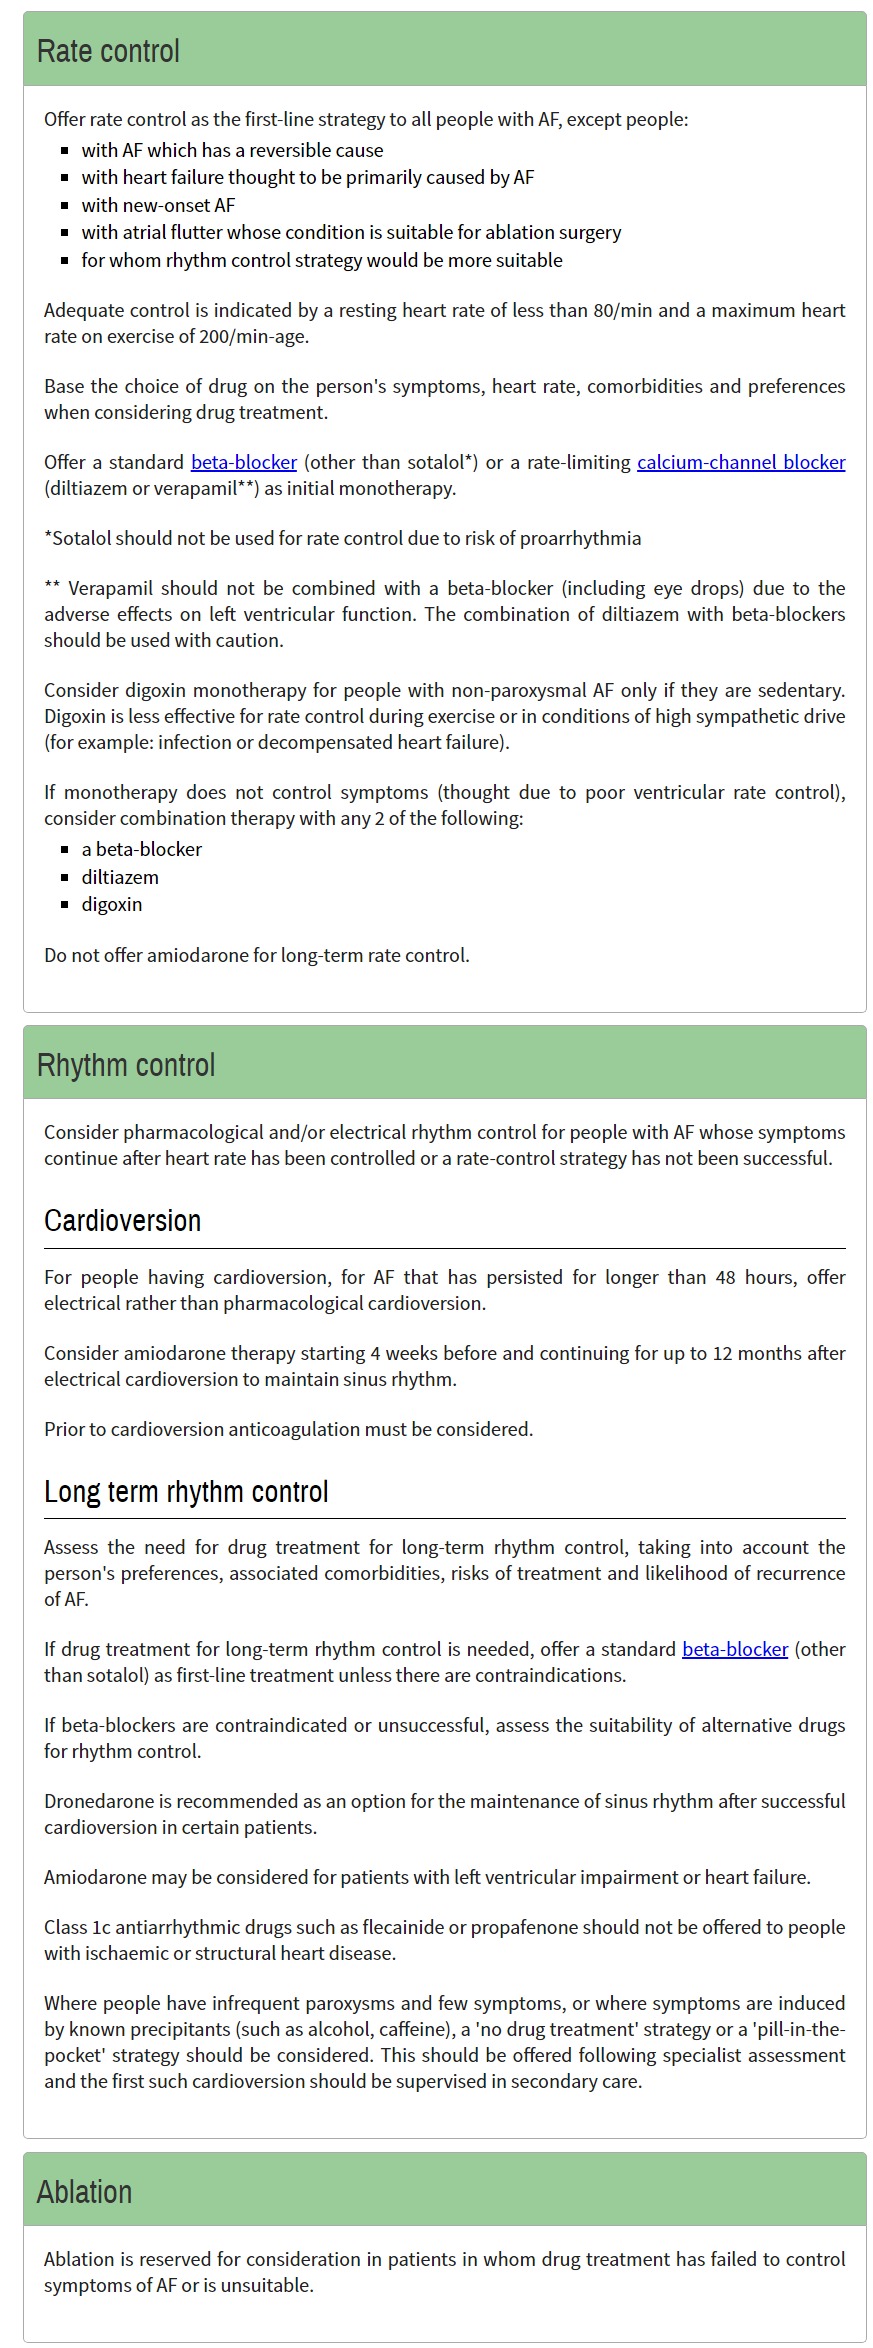 Rate control
Offer rate control as the first-line strategy to all people with AF, except people:
▪ with AF which has a reversible cause
▪ with heart failure thought to be primarily caused by AF
▪ with new-onset AF
▪ with atrial flutter whose condition is suitable for ablation surgery
▪ for whom rhythm control strategy would be more suitable
Adequate control is indicated by a resting heart rate of less than 80/min and a maximum heart
rate on exercise of 200/min-age.
Base the choice of drug on the person's symptoms, heart rate, comorbidities and preferences
when considering drug treatment.
Offer a standard beta-blocker (other than sotalol*) or a rate-limiting calcium-channel blocker
(diltiazem or verapamil**) as initial monotherapy.
*Sotalol should not be used for rate control due to risk of proarrhythmia
** Verapamil should not be combined with a beta-blocker (including eye drops) due to the
adverse effects on left ventricular function. The combination of diltiazem with beta-blockers
should be used with caution.
Consider digoxin monotherapy for people with non-paroxysmal AF only if they are sedentary.
Digoxin is less effective for rate control during exercise or in conditions of high sympathetic drive
(for example: infection or decompensated heart failure).
If monotherapy does not control symptoms (thought due to poor ventricular rate control),
consider combination therapy with any 2 of the following:
▪ a beta-blocker
▪ diltiazem
▪ digoxin
Do not offer amiodarone for long-term rate control.
Rhythm control
Consider pharmacological and/or electrical rhythm control for people with AF whose symptoms
continue after heart rate has been controlled or a rate-control strategy has not been successful.
Cardioversion
For people having cardioversion, for AF that has persisted for longer than 48 hours, offer
electrical rather than pharmacological cardioversion.
Consider amiodarone therapy starting 4 weeks before and continuing for up to 12 months after
electrical cardioversion to maintain sinus rhythm.
Prior to cardioversion anticoagulation must be considered.
Long term rhythm control
Assess the need for drug treatment for long-term rhythm control, taking into account the
person's preferences, associated comorbidities, risks of treatment and likelihood of recurrence
of AF.
If drug treatment for long-term rhythm control is needed, offer a standard beta-blocker (other
than sotalol) as first-line treatment unless there are contraindications.
If beta-blockers are contraindicated or unsuccessful, assess the suitability of alternative drugs
for rhythm control.
Dronedarone is recommended as an option for the maintenance of sinus rhythm after successful
cardioversion in certain patients.
Amiodarone may be considered for patients with left ventricular impairment or heart failure.
Class 1c antiarrhythmic drugs such as flecainide or propafenone should not be offered to people
with ischaemic or structural heart disease.
Where people have infrequent paroxysms and few symptoms, or where symptoms are induced
by known precipitants (such as alcohol, caffeine), a 'no drug treatment' strategy or a 'pill-in-the-
pocket' strategy should be considered. This should be offered following specialist assessment
and the first such cardioversion should be supervised in secondary care.
Ablation
Ablation is reserved for consideration in patients in whom drug treatment has failed to control
symptoms of AF or is unsuitable.